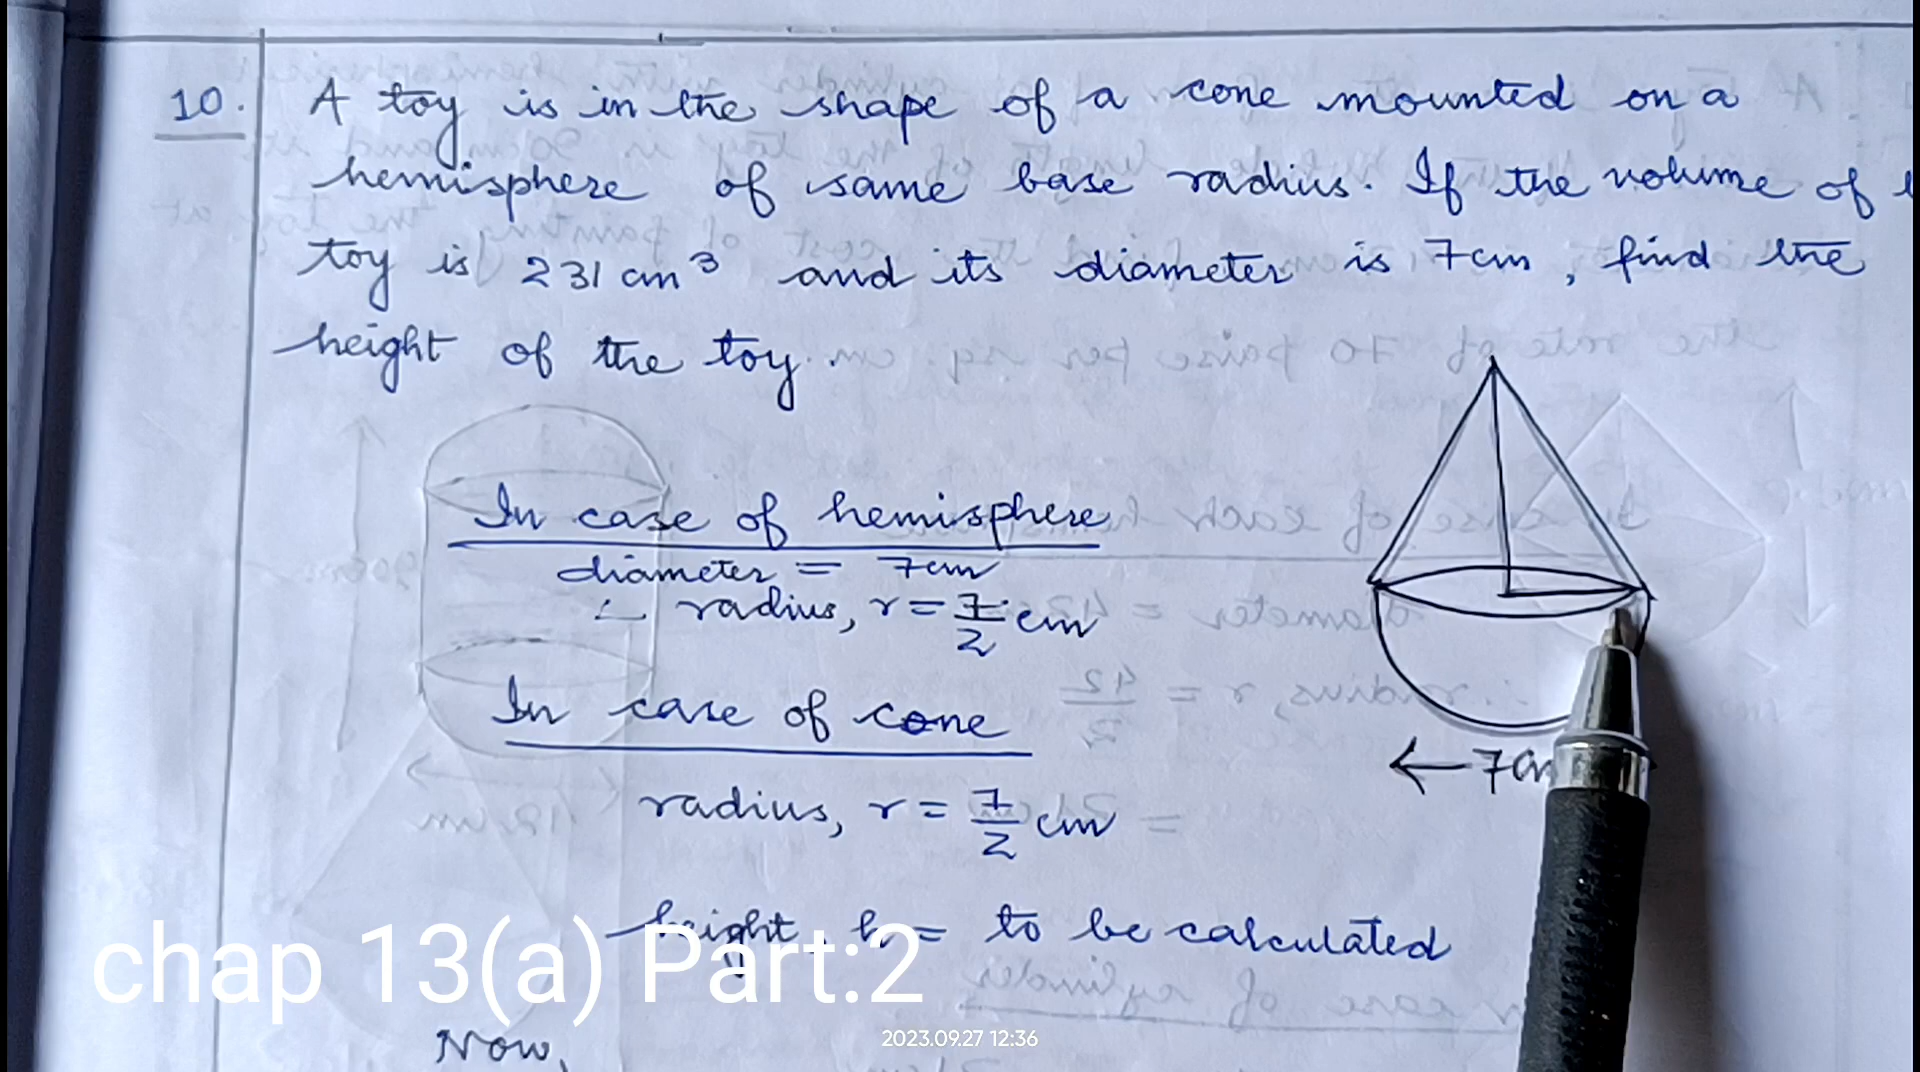 10. A toy is in the shape of a cone mounted on a
hemisphere of same base radius. If the volume of
toy is 231 cm³ and its diameter is 7cm, find the
height of the toy.
In case of hemisphere
diameter = 7cm
∴ radius, r = 7/2 cm
←7cm
In case of cone
radius, r = 7/2 cm
height, h = to be calculated
chap 13(a) Part:2
2023.09.27 12:36
Now,